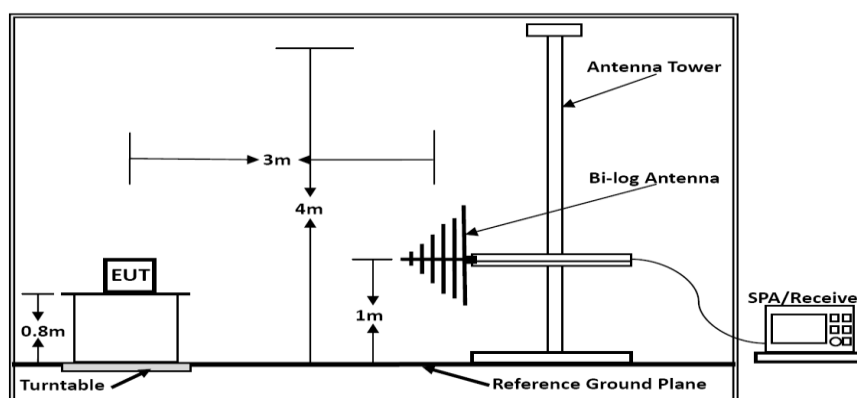 Antenna Tower
3m
Bi-log Antenna
4m
EUT
SPA/Receive
0.8m
1m
Turntable
Reference Ground Plane